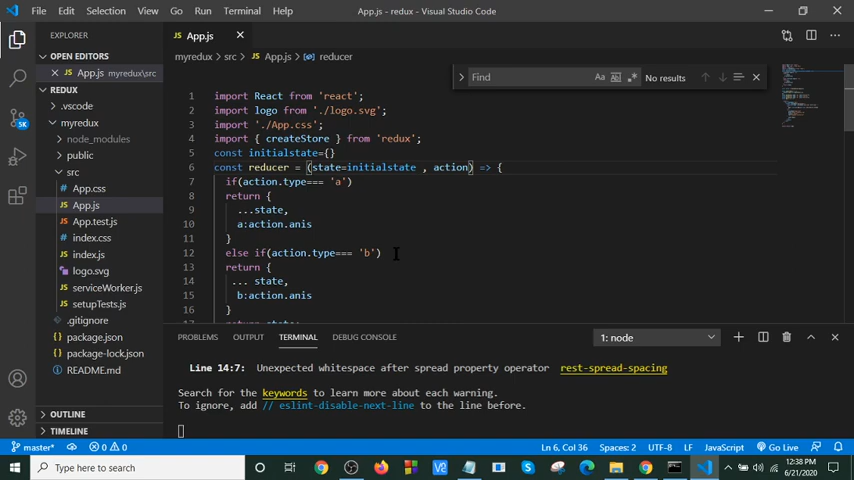 File Edit Selection View Go Run Terminal Help
App.js - redux - Visual Studio Code
EXPLORER
OPEN EDITORS
App.js myredux\src
REDUX
.vscode
myredux
node_modules
public
src
App.css
App.js
App.test.js
index.css
index.js
logo.svg
serviceWorker.js
setupTests.js
.gitignore
package.json
package-lock.json
README.md
OUTLINE
TIMELINE
5K
App.js
myredux > src > App.js > reducer
Find
Aa
No results
1 import React from 'react';
2 import logo from './logo.svg';
3 import './App.css';
4 import { createStore } from 'redux';
5 const initialstate={}
6 const reducer = (state=initialstate , action) => {
7 if(action.type=== 'a')
8 return {
9 ...state,
10 a:action.anis
11 }
12 else if(action.type=== 'b')
13 return {
14 ... state,
15 b:action.anis
16 }
17 return state;
PROBLEMS OUTPUT TERMINAL DEBUG CONSOLE
1: node
Line 14:7: Unexpected whitespace after spread property operator rest-spread-spacing
Search for the keywords to learn more about each warning.
To ignore, add // eslint-disable-next-line to the line before.
master* 0 0 Ln 6, Col 36 Spaces: 2 UTF-8 LF JavaScript Go Live
Type here to search
12:38 PM
6/21/2020